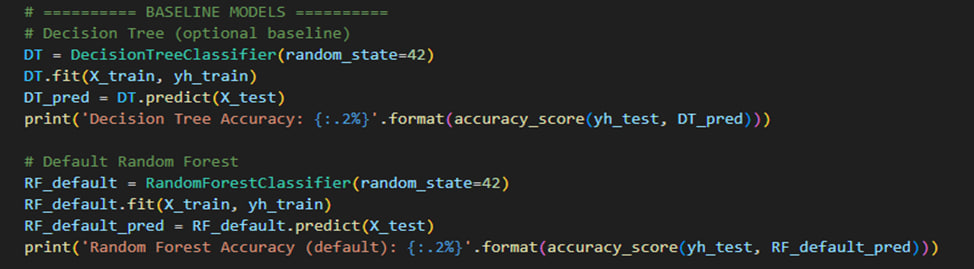 # ========== BASELINE MODELS ==========
# Decision Tree (optional baseline)
DT = DecisionTreeClassifier(random_state=42)
DT.fit(X_train, yh_train)
DT_pred = DT.predict(X_test)
print('Decision Tree Accuracy: {:.2%}'.format(accuracy_score(yh_test, DT_pred)))

# Default Random Forest
RF_default = RandomForestClassifier(random_state=42)
RF_default.fit(X_train, yh_train)
RF_default_pred = RF_default.predict(X_test)
print('Random Forest Accuracy (default): {:.2%}'.format(accuracy_score(yh_test, RF_default_pred)))